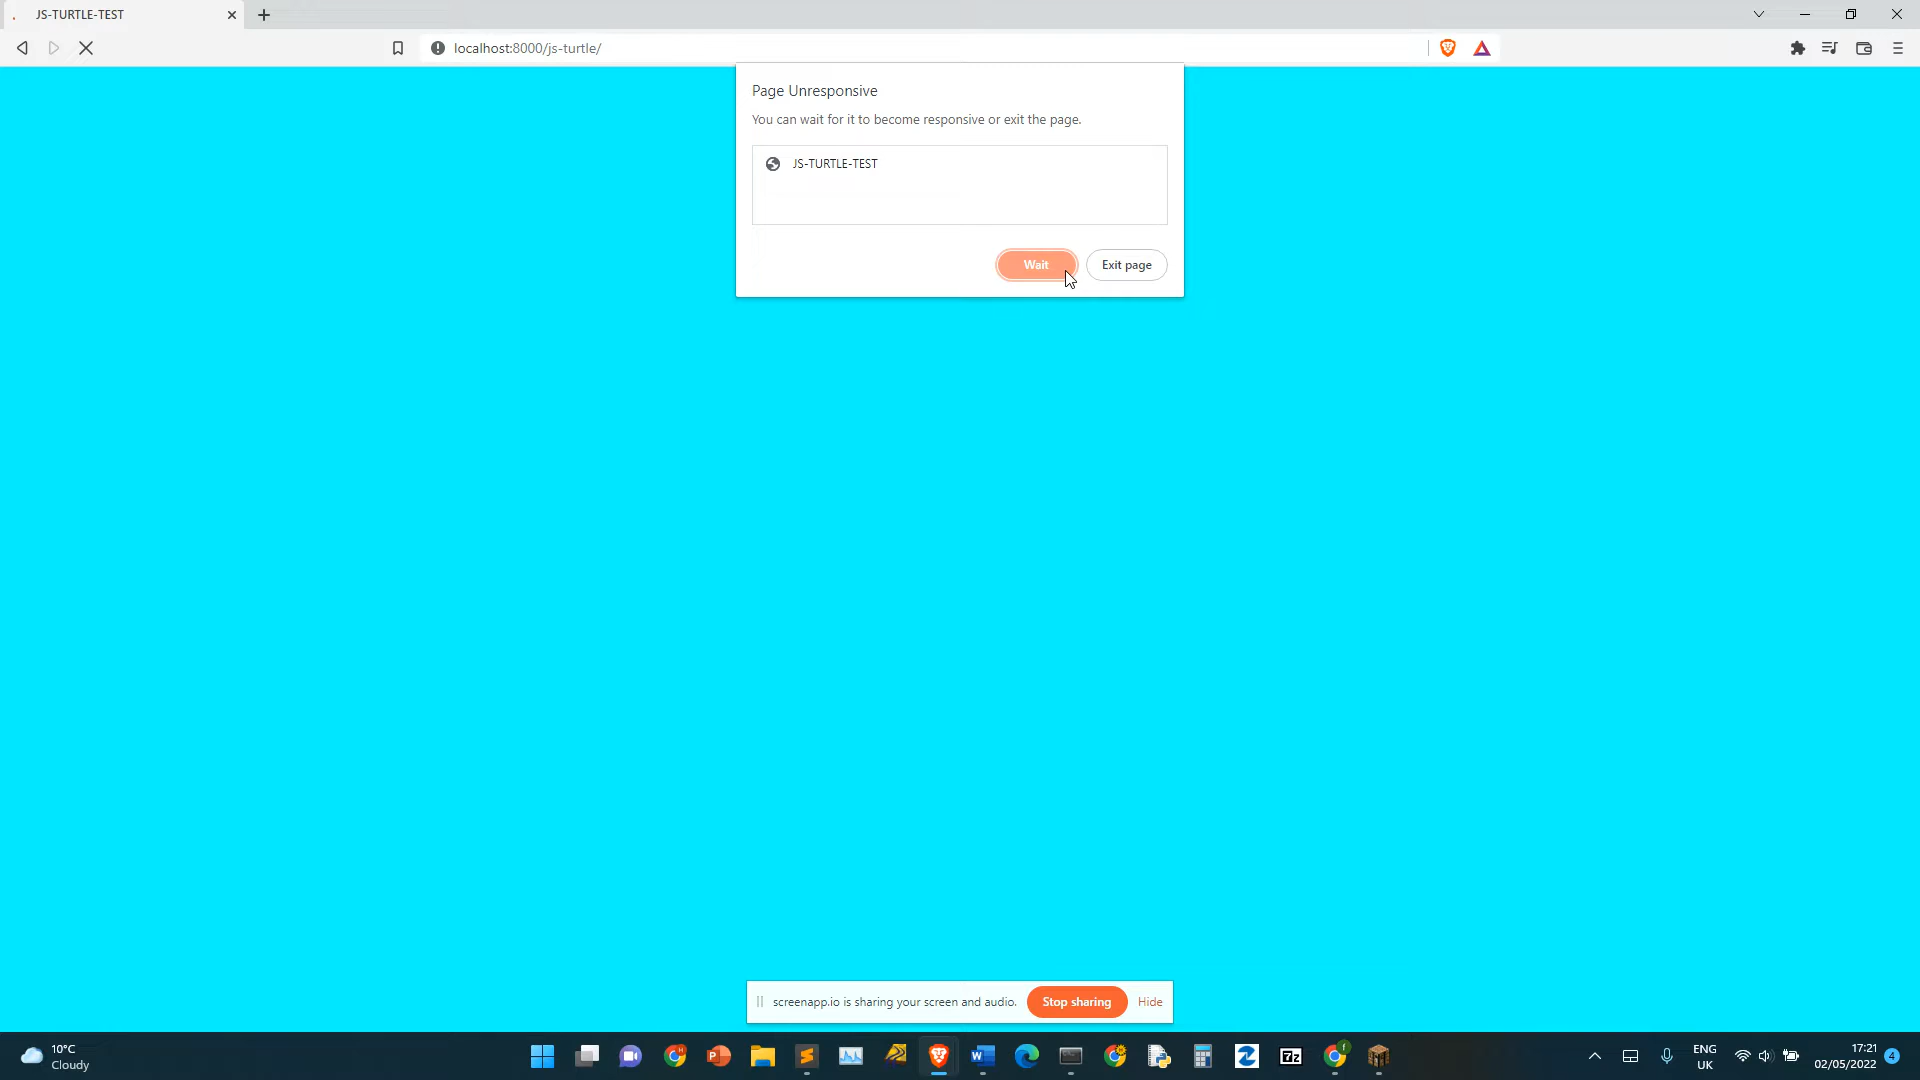 JS-TURTLE-TEST
localhost:8000/js-turtle/
Page Unresponsive
You can wait for it to become responsive or exit the page.
JS-TURTLE-TEST
Wait
Exit page
screenapp.io is sharing your screen and audio.
Stop sharing
Hide
10°C
Cloudy
P
W
7z
ENG
UK
17:21
02/05/2022
4